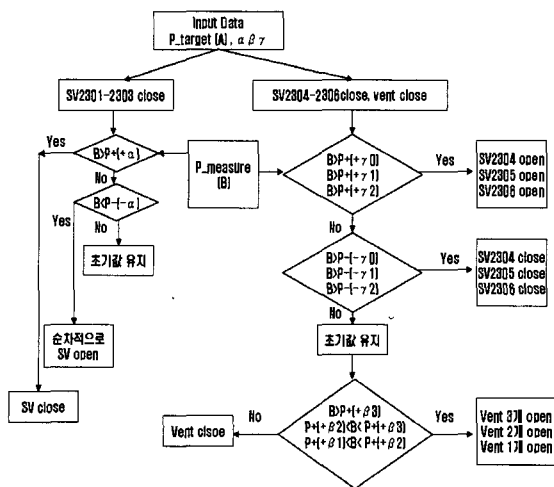 Input Data
P_target (A), α β γ
SV2301-2303 close
SV2304-2306close, vent close
Yes
B>P+(+α)
P_measure
(B)
B>P+(+γ0)
B>P+(+γ1)
B>P+(+γ2)
Yes
SV2304 open
SV2305 open
SV2306 open
No
B<P-(-α)
Yes
No
No
초기값 유지
B>P-(-γ0)
B>P-(-γ1)
B>P-(-γ2)
Yes
SV2304 close
SV2305 close
SV2306 close
No
순차적으로
SV open
초기값 유지
SV close
Vent clsoe
No
B>P+(+β3)
P+(+β2)<B< P+(+β3)
P+(+β1)<B< P+(+β2)
Yes
Vent 3개 open
Vent 2개 open
Vent 1개 open